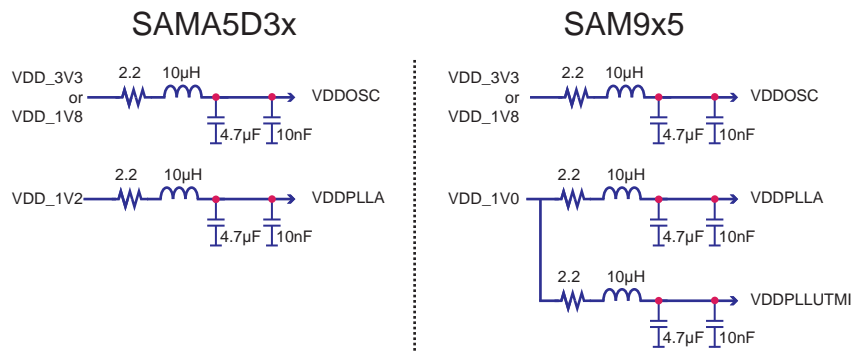 SAMA5D3x
SAM9x5
VDD_3V3
or
VDD_1V8
2.2
10µH
VDDOSC
4.7µF
10nF
VDD_1V2
2.2
10µH
VDDPLLA
4.7µF
10nF
VDD_3V3
or
VDD_1V8
2.2
10µH
VDDOSC
4.7µF
10nF
VDD_1V0
2.2
10µH
VDDPLLA
4.7µF
10nF
2.2
10µH
VDDPLLUTMI
4.7µF
10nF